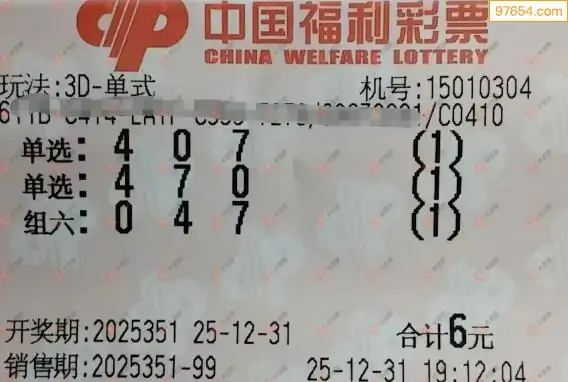 97654.com
中国福利彩票
CHINA WELFARE LOTTERY
玩法:3D-单式 机号:15010304
/C0410
单选: 4 0 7 (1)
单选: 4 7 0 (1)
组六: 0 4 7 (1)
开奖期:2025351 25-12-31 合计6元
销售期:2025351-99 25-12-31 19:12:04